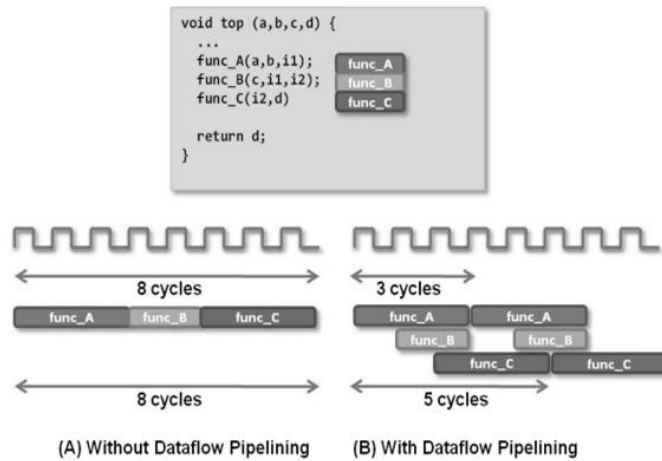 void top (a,b,c,d) {
...
func_A(a,b,i1);
func_B(c,i1,i2);
func_C(i2,d)
func_A
func_B
func_C
return d;
}
8 cycles
func_A func_B func_C
8 cycles
(A) Without Dataflow Pipelining
3 cycles
func_A func_A
func_B func_B
func_C func_C
5 cycles
(B) With Dataflow Pipelining